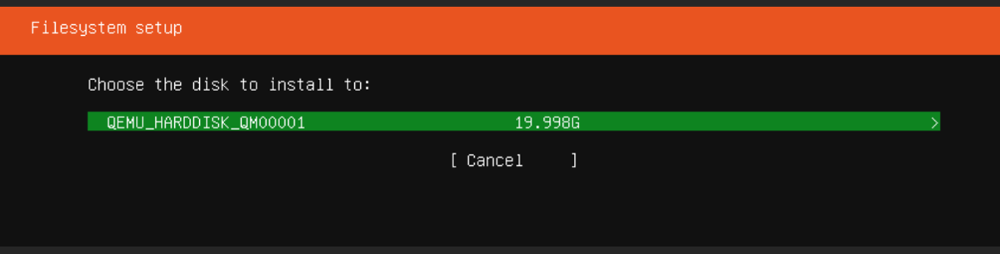 Filesystem setup
Choose the disk to install to:
QEMU_HARDDISK_QM00001 19.998G >
[ Cancel ]